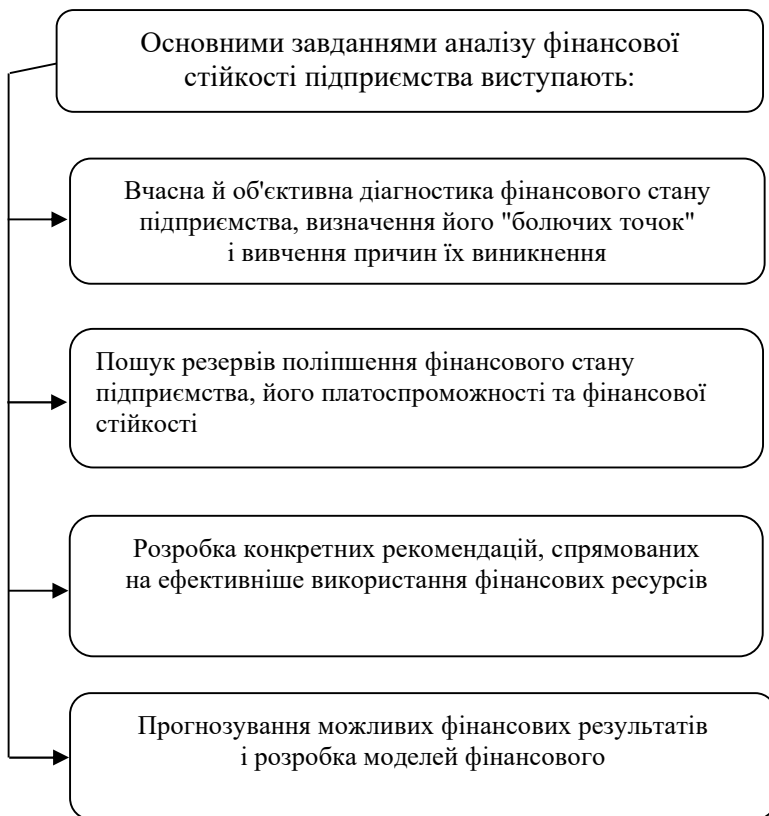 Основними завданнями аналізу фінансової
стійкості підприємства виступають:
Вчасна й об'єктивна діагностика фінансового стану
підприємства, визначення його "болючих точок"
і вивчення причин їх виникнення
Пошук резервів поліпшення фінансового стану
підприємства, його платоспроможності та фінансової
стійкості
Розробка конкретних рекомендацій, спрямованих
на ефективніше використання фінансових ресурсів
Прогнозування можливих фінансових результатів
і розробка моделей фінансового